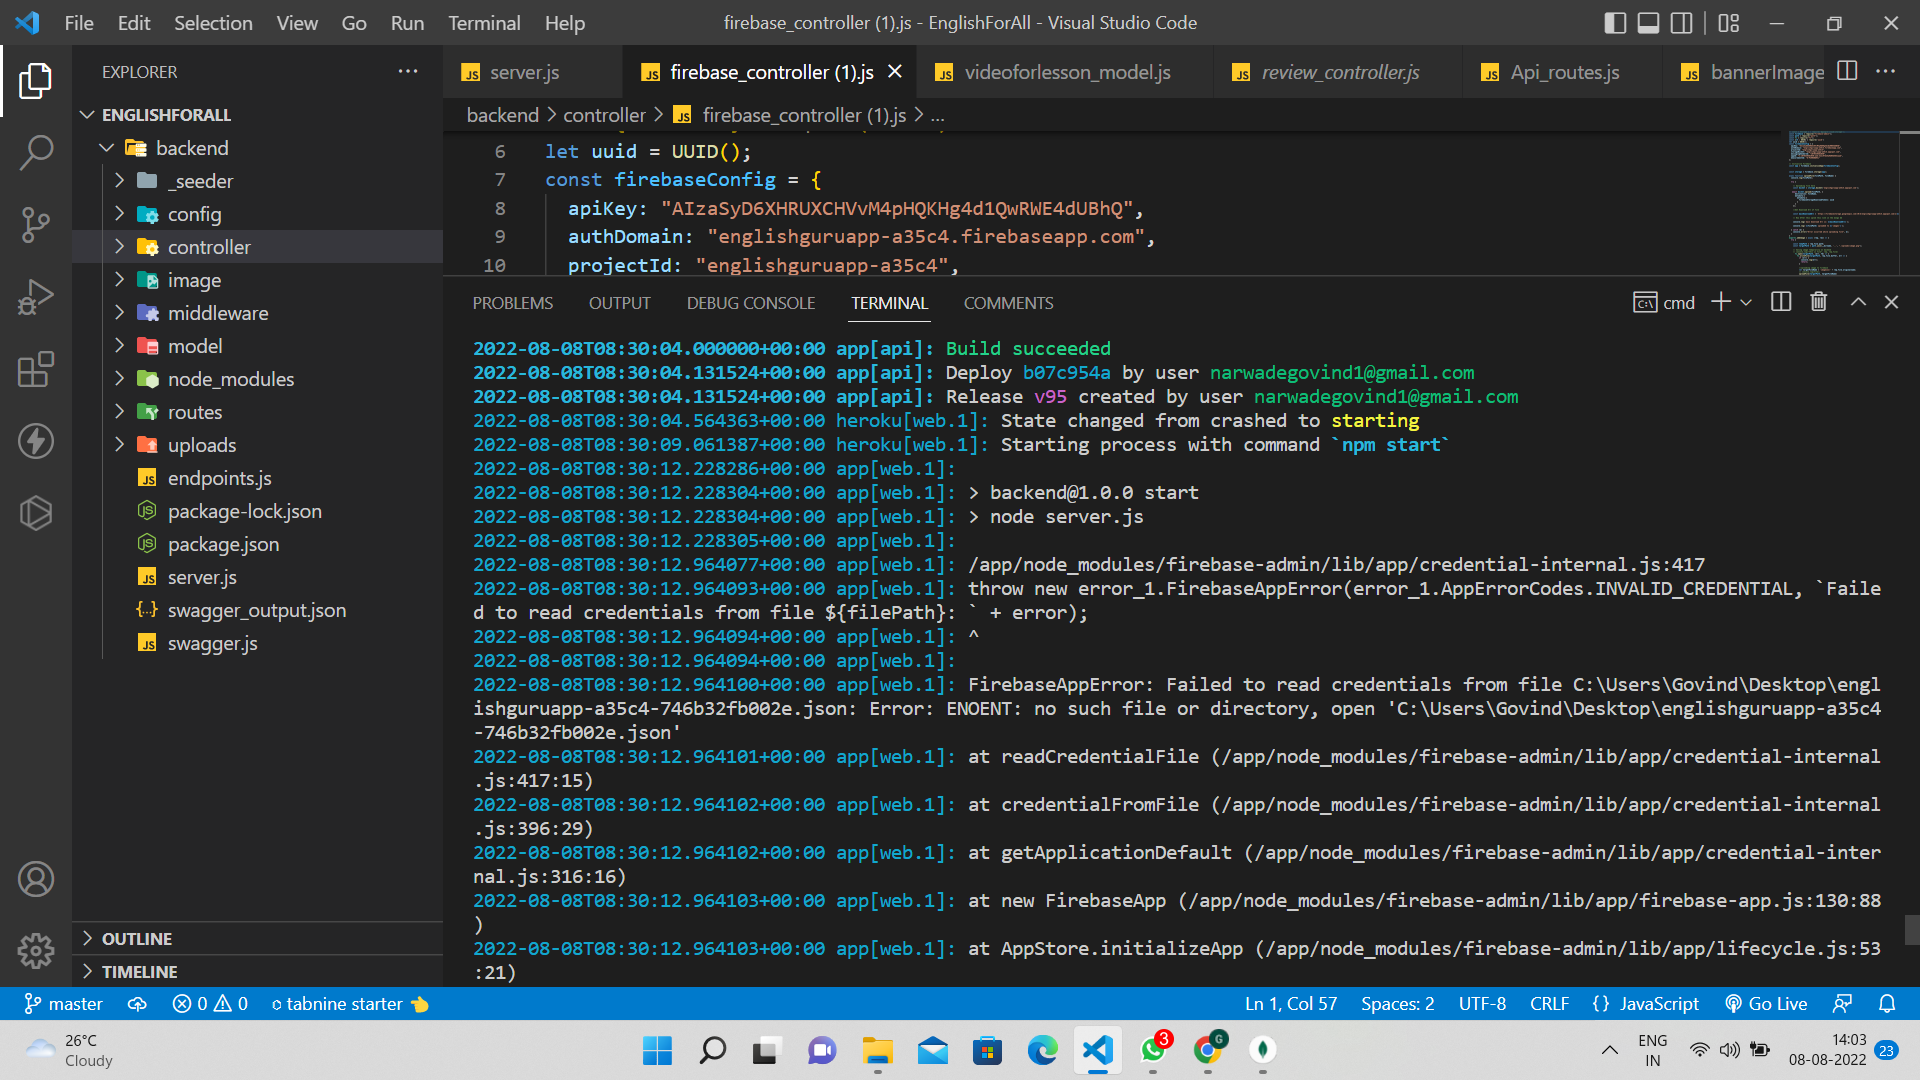 File Edit Selection View Go Run Terminal Help
firebase_controller (1).js - EnglishForAll - Visual Studio Code
EXPLORER
ENGLISHFORALL
backend
_seeder
config
controller
image
middleware
model
node_modules
routes
uploads
endpoints.js
package-lock.json
package.json
server.js
swagger_output.json
swagger.js
OUTLINE
TIMELINE
server.js firebase_controller (1).js videoforlesson_model.js review_controller.js Api_routes.js bannerImage
backend > controller > firebase_controller (1).js > ...
6 let uuid = UUID();
7 const firebaseConfig = {
8 apiKey: "AIzaSyD6XHRUXCHVvM4pHQKHg4d1QwRWE4dUBhQ",
9 authDomain: "englishguruapp-a35c4.firebaseapp.com",
10 projectId: "englishguruapp-a35c4",
PROBLEMS OUTPUT DEBUG CONSOLE TERMINAL COMMENTS
cmd
2022-08-08T08:30:04.000000+00:00 app[api]: Build succeeded
2022-08-08T08:30:04.131524+00:00 app[api]: Deploy b07c954a by user narwadegovind1@gmail.com
2022-08-08T08:30:04.131524+00:00 app[api]: Release v95 created by user narwadegovind1@gmail.com
2022-08-08T08:30:04.564363+00:00 heroku[web.1]: State changed from crashed to starting
2022-08-08T08:30:09.061387+00:00 heroku[web.1]: Starting process with command `npm start`
2022-08-08T08:30:12.228286+00:00 app[web.1]:
2022-08-08T08:30:12.228304+00:00 app[web.1]: > backend@1.0.0 start
2022-08-08T08:30:12.228304+00:00 app[web.1]: > node server.js
2022-08-08T08:30:12.228305+00:00 app[web.1]:
2022-08-08T08:30:12.964077+00:00 app[web.1]: /app/node_modules/firebase-admin/lib/app/credential-internal.js:417
2022-08-08T08:30:12.964093+00:00 app[web.1]: throw new error_1.FirebaseAppError(error_1.AppErrorCodes.INVALID_CREDENTIAL, `Faile
d to read credentials from file ${filePath}: ` + error);
2022-08-08T08:30:12.964094+00:00 app[web.1]: ^
2022-08-08T08:30:12.964094+00:00 app[web.1]:
2022-08-08T08:30:12.964100+00:00 app[web.1]: FirebaseAppError: Failed to read credentials from file C:\Users\Govind\Desktop\engl
ishguruapp-a35c4-746b32fb002e.json: Error: ENOENT: no such file or directory, open 'C:\Users\Govind\Desktop\englishguruapp-a35c4
-746b32fb002e.json'
2022-08-08T08:30:12.964101+00:00 app[web.1]: at readCredentialFile (/app/node_modules/firebase-admin/lib/app/credential-internal
.js:417:15)
2022-08-08T08:30:12.964102+00:00 app[web.1]: at credentialFromFile (/app/node_modules/firebase-admin/lib/app/credential-internal
.js:396:29)
2022-08-08T08:30:12.964102+00:00 app[web.1]: at getApplicationDefault (/app/node_modules/firebase-admin/lib/app/credential-inter
nal.js:316:16)
2022-08-08T08:30:12.964103+00:00 app[web.1]: at new FirebaseApp (/app/node_modules/firebase-admin/lib/app/firebase-app.js:130:88
)
2022-08-08T08:30:12.964103+00:00 app[web.1]: at AppStore.initializeApp (/app/node_modules/firebase-admin/lib/app/lifecycle.js:53
:21)
master 0 0 tabnine starter Ln 1, Col 57 Spaces: 2 UTF-8 CRLF {} JavaScript Go Live
26°C
Cloudy
3
G
ENG
IN
14:03
08-08-2022
23